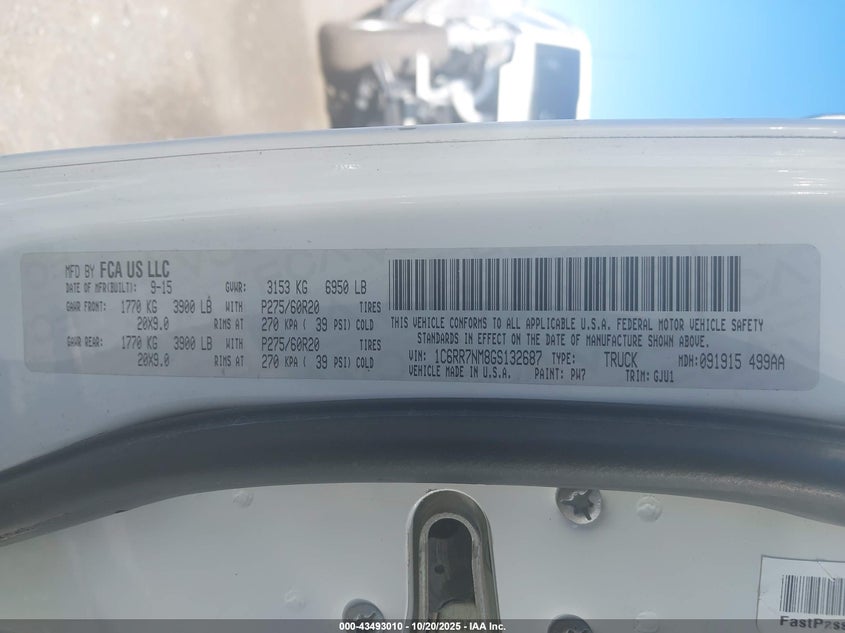 MFD BY FCA US LLC
DATE OF MFR(BUILT): 9-15 GVWR: 3153 KG 6950 LB
GAWR FRONT: 1770 KG 3900 LB WITH P275/60R20 TIRES
20X9.0 RIMS AT 270 KPA ( 39 PSI) COLD
GAWR REAR: 1770 KG 3900 LB WITH P275/60R20 TIRES
20X9.0 RIMS AT 270 KPA ( 39 PSI) COLD
THIS VEHICLE CONFORMS TO ALL APPLICABLE U.S.A. FEDERAL MOTOR VEHICLE SAFETY
STANDARDS IN EFFECT ON THE DATE OF MANUFACTURE SHOWN ABOVE.
VIN: 1C6RR7NM8GS132687 TYPE: TRUCK MDH:091915 499AA
VEHICLE MADE IN U.S.A. PAINT: PW7 TRIM: GJU1
FastPass
000-43493010 - 10/20/2025 - IAA Inc.